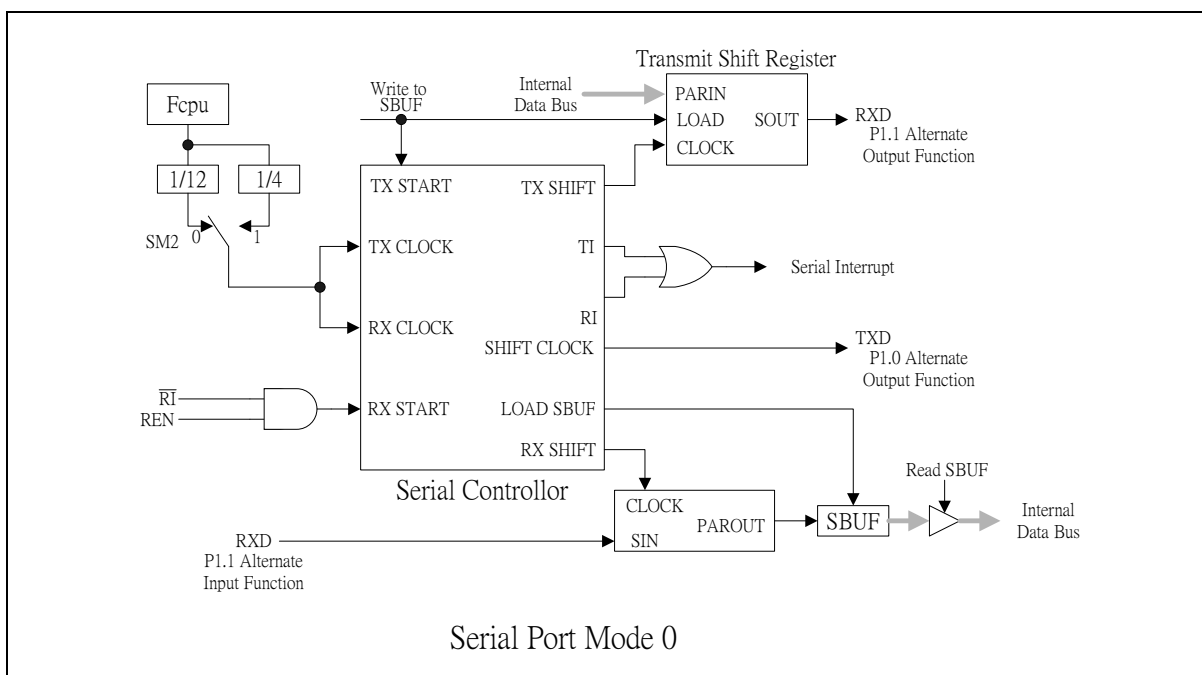 Transmit Shift Register
Fcpu
Write to
SBUF
Internal
Data Bus
PARIN
LOAD
SOUT
CLOCK
RXD
P1.1 Alternate
Output Function
1/12
1/4
SM2
0
1
TX START
TX SHIFT
TX CLOCK
TI
Serial Interrupt
RI
RX CLOCK
SHIFT CLOCK
TXD
P1.0 Alternate
Output Function
RI
REN
RX START
LOAD SBUF
RX SHIFT
Serial Controllor
Read SBUF
CLOCK
PAROUT
SIN
SBUF
Internal
Data Bus
RXD
P1.1 Alternate
Input Function
Serial Port Mode 0